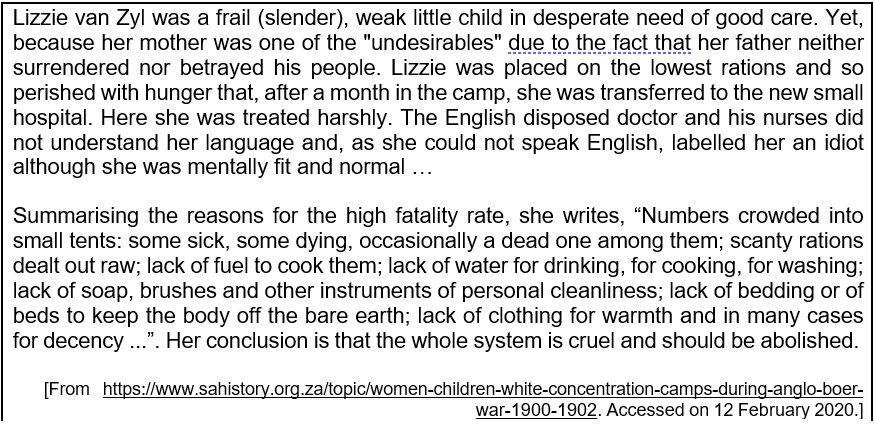 Lizzie van Zyl was a frail (slender), weak little child in desperate need of good care. Yet,
because her mother was one of the "undesirables" due to the fact that her father neither
surrendered nor betrayed his people. Lizzie was placed on the lowest rations and so
perished with hunger that, after a month in the camp, she was transferred to the new small
hospital. Here she was treated harshly. The English disposed doctor and his nurses did
not understand her language and, as she could not speak English, labelled her an idiot
although she was mentally fit and normal …
Summarising the reasons for the high fatality rate, she writes, “Numbers crowded into
small tents: some sick, some dying, occasionally a dead one among them; scanty rations
dealt out raw; lack of fuel to cook them; lack of water for drinking, for cooking, for washing;
lack of soap, brushes and other instruments of personal cleanliness; lack of bedding or of
beds to keep the body off the bare earth; lack of clothing for warmth and in many cases
for decency ...”. Her conclusion is that the whole system is cruel and should be abolished.
[From https://www.sahistory.org.za/topic/women-children-white-concentration-camps-during-anglo-boer-
war-1900-1902. Accessed on 12 February 2020.]